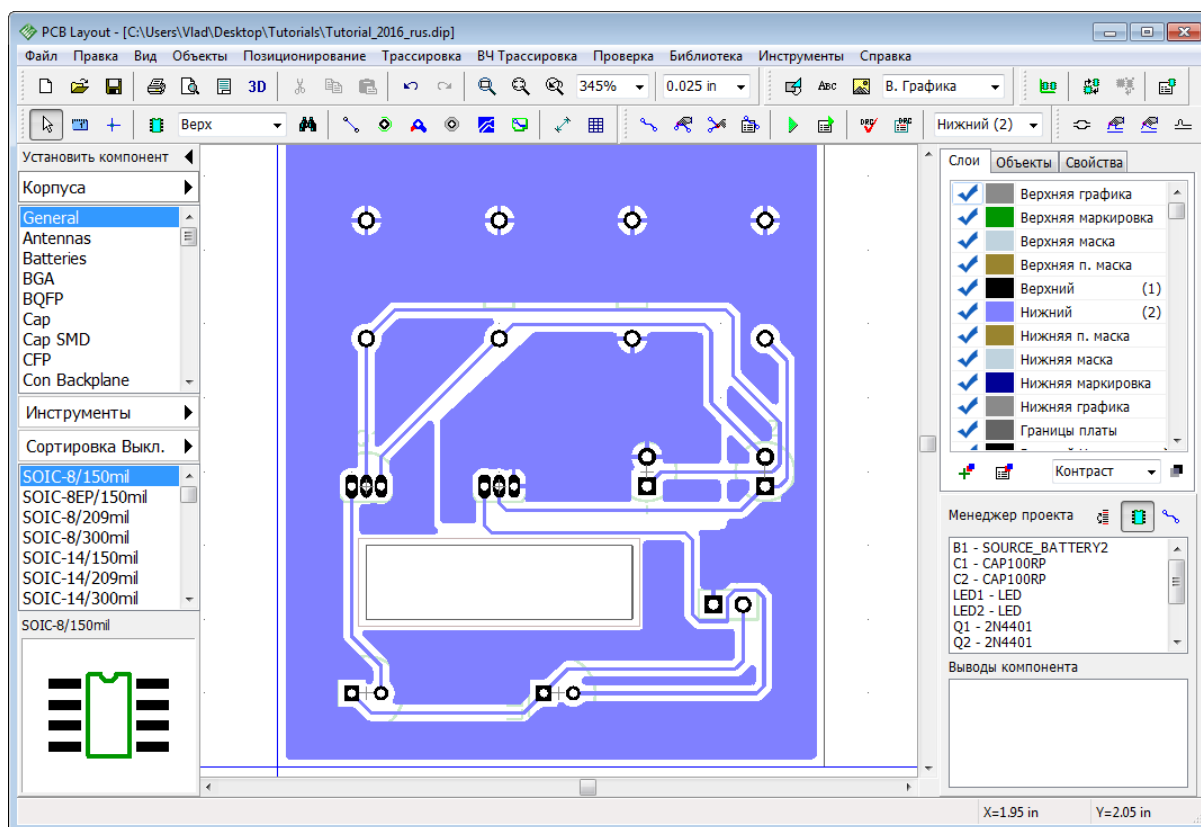 PCB Layout - [C:\Users\Vlad\Desktop\Tutorials\Tutorial_2016_rus.dip]
Файл Правка Вид Объекты Позиционирование Трассировка ВЧ Трассировка Проверка Библиотека Инструменты Справка
3D 345% 0.025 in ABC В. Графика
Верх DRC DRC Нижний (2)
Установить компонент
Корпуса
General
Antennas
Batteries
BGA
BQFP
Cap
Cap SMD
CFP
Con Backplane
Инструменты
Сортировка Выкл.
SOIC-8/150mil
SOIC-8EP/150mil
SOIC-8/209mil
SOIC-8/300mil
SOIC-14/150mil
SOIC-14/209mil
SOIC-14/300mil
SOIC-8/150mil
Слои Объекты Свойства
Верхняя графика
Верхняя маркировка
Верхняя маска
Верхняя п. маска
Верхний (1)
Нижний (2)
Нижняя п. маска
Нижняя маска
Нижняя маркировка
Нижняя графика
Границы платы
Контраст
Менеджер проекта
B1 - SOURCE_BATTERY2
C1 - CAP100RP
C2 - CAP100RP
LED1 - LED
LED2 - LED
Q1 - 2N4401
Q2 - 2N4401
Выводы компонента
X=1.95 in Y=2.05 in